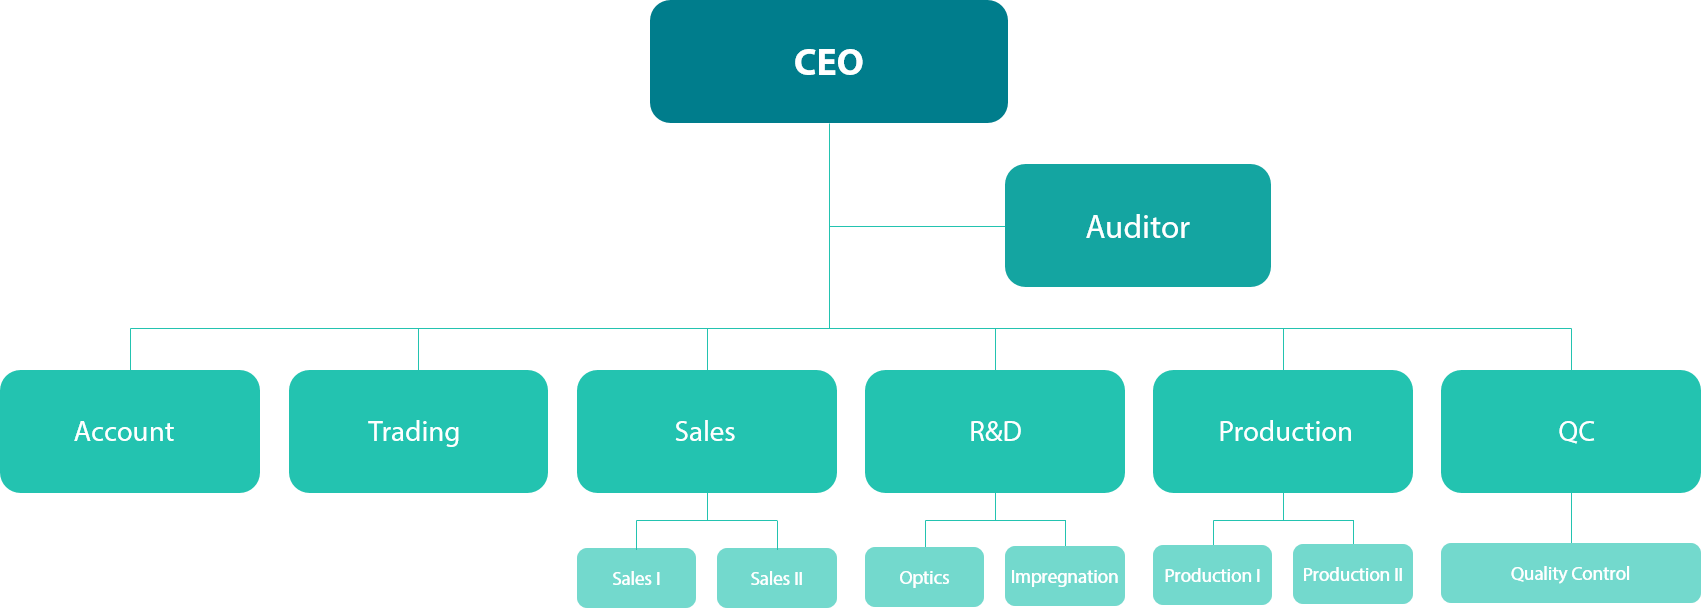 CEO
Auditor
Account
Trading
Sales
R&D
Production
QC
Sales I
Sales II
Optics
Impregnation
Production I
Production II
Quality Control